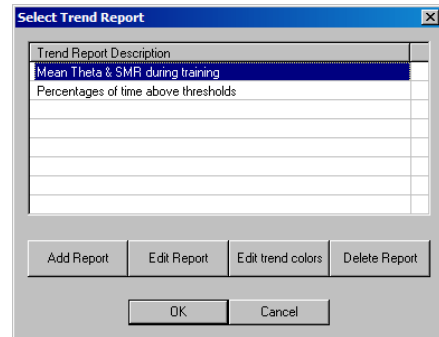 Select Trend Report
Trend Report Description
Mean Theta & SMR during training
Percentages of time above thresholds
Add Report Edit Report Edit trend colors Delete Report
OK Cancel